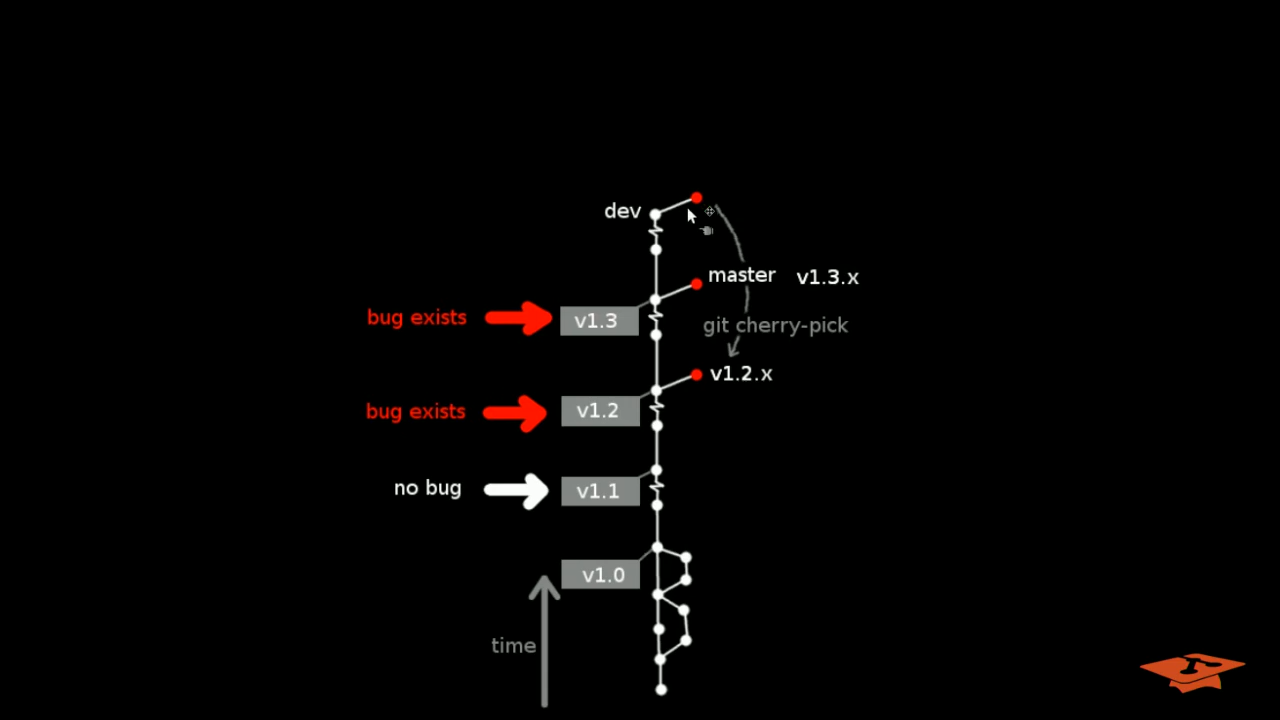 dev
master v1.3.x
bug exists
v1.3
git cherry-pick
v1.2.x
bug exists
v1.2
no bug
v1.1
v1.0
time